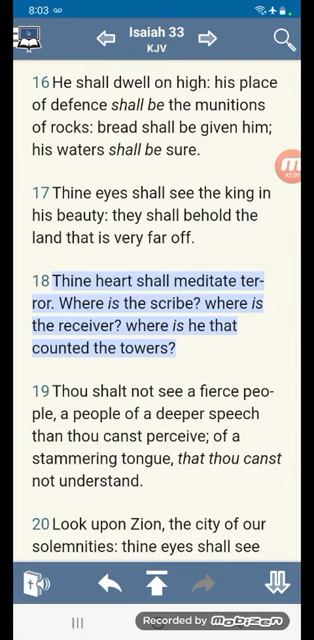 8:03
Isaiah 33
KJV
16 He shall dwell on high: his place
of defence shall be the munitions
of rocks: bread shall be given him;
his waters shall be sure.
17 Thine eyes shall see the king in
his beauty: they shall behold the
land that is very far off.
18 Thine heart shall meditate ter-
ror. Where is the scribe? where is
the receiver? where is he that
counted the towers?
19 Thou shalt not see a fierce peo-
ple, a people of a deeper speech
than thou canst perceive; of a
stammering tongue, that thou canst
not understand.
20 Look upon Zion, the city of our
solemnities: thine eyes shall see
Recorded by mobizen